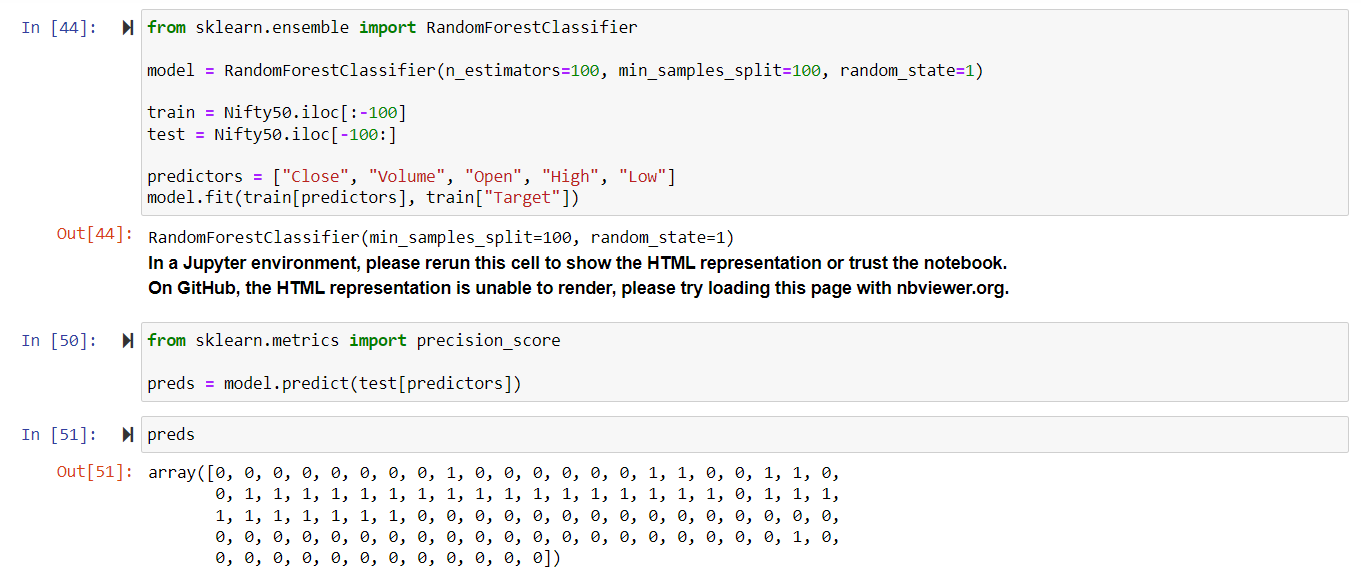 In [44]:
from sklearn.ensemble import RandomForestClassifier
model = RandomForestClassifier(n_estimators=100, min_samples_split=100, random_state=1)
train = Nifty50.iloc[:-100]
test = Nifty50.iloc[-100:]
predictors = ["Close", "Volume", "Open", "High", "Low"]
model.fit(train[predictors], train["Target"])
Out[44]:
RandomForestClassifier(min_samples_split=100, random_state=1)
In a Jupyter environment, please rerun this cell to show the HTML representation or trust the notebook.
On GitHub, the HTML representation is unable to render, please try loading this page with nbviewer.org.
In [50]:
from sklearn.metrics import precision_score
preds = model.predict(test[predictors])
In [51]:
preds
Out[51]:
array([0, 0, 0, 0, 0, 0, 0, 0, 1, 0, 0, 0, 0, 0, 0, 1, 1, 0, 0, 1, 1, 0,
0, 1, 1, 1, 1, 1, 1, 1, 1, 1, 1, 1, 1, 1, 1, 1, 1, 1, 0, 1, 1, 1,
1, 1, 1, 1, 1, 1, 1, 0, 0, 0, 0, 0, 0, 0, 0, 0, 0, 0, 0, 0, 0, 0,
0, 0, 0, 0, 0, 0, 0, 0, 0, 0, 0, 0, 0, 0, 0, 0, 0, 0, 0, 0, 1, 0,
0, 0, 0, 0, 0, 0, 0, 0, 0, 0, 0, 0])